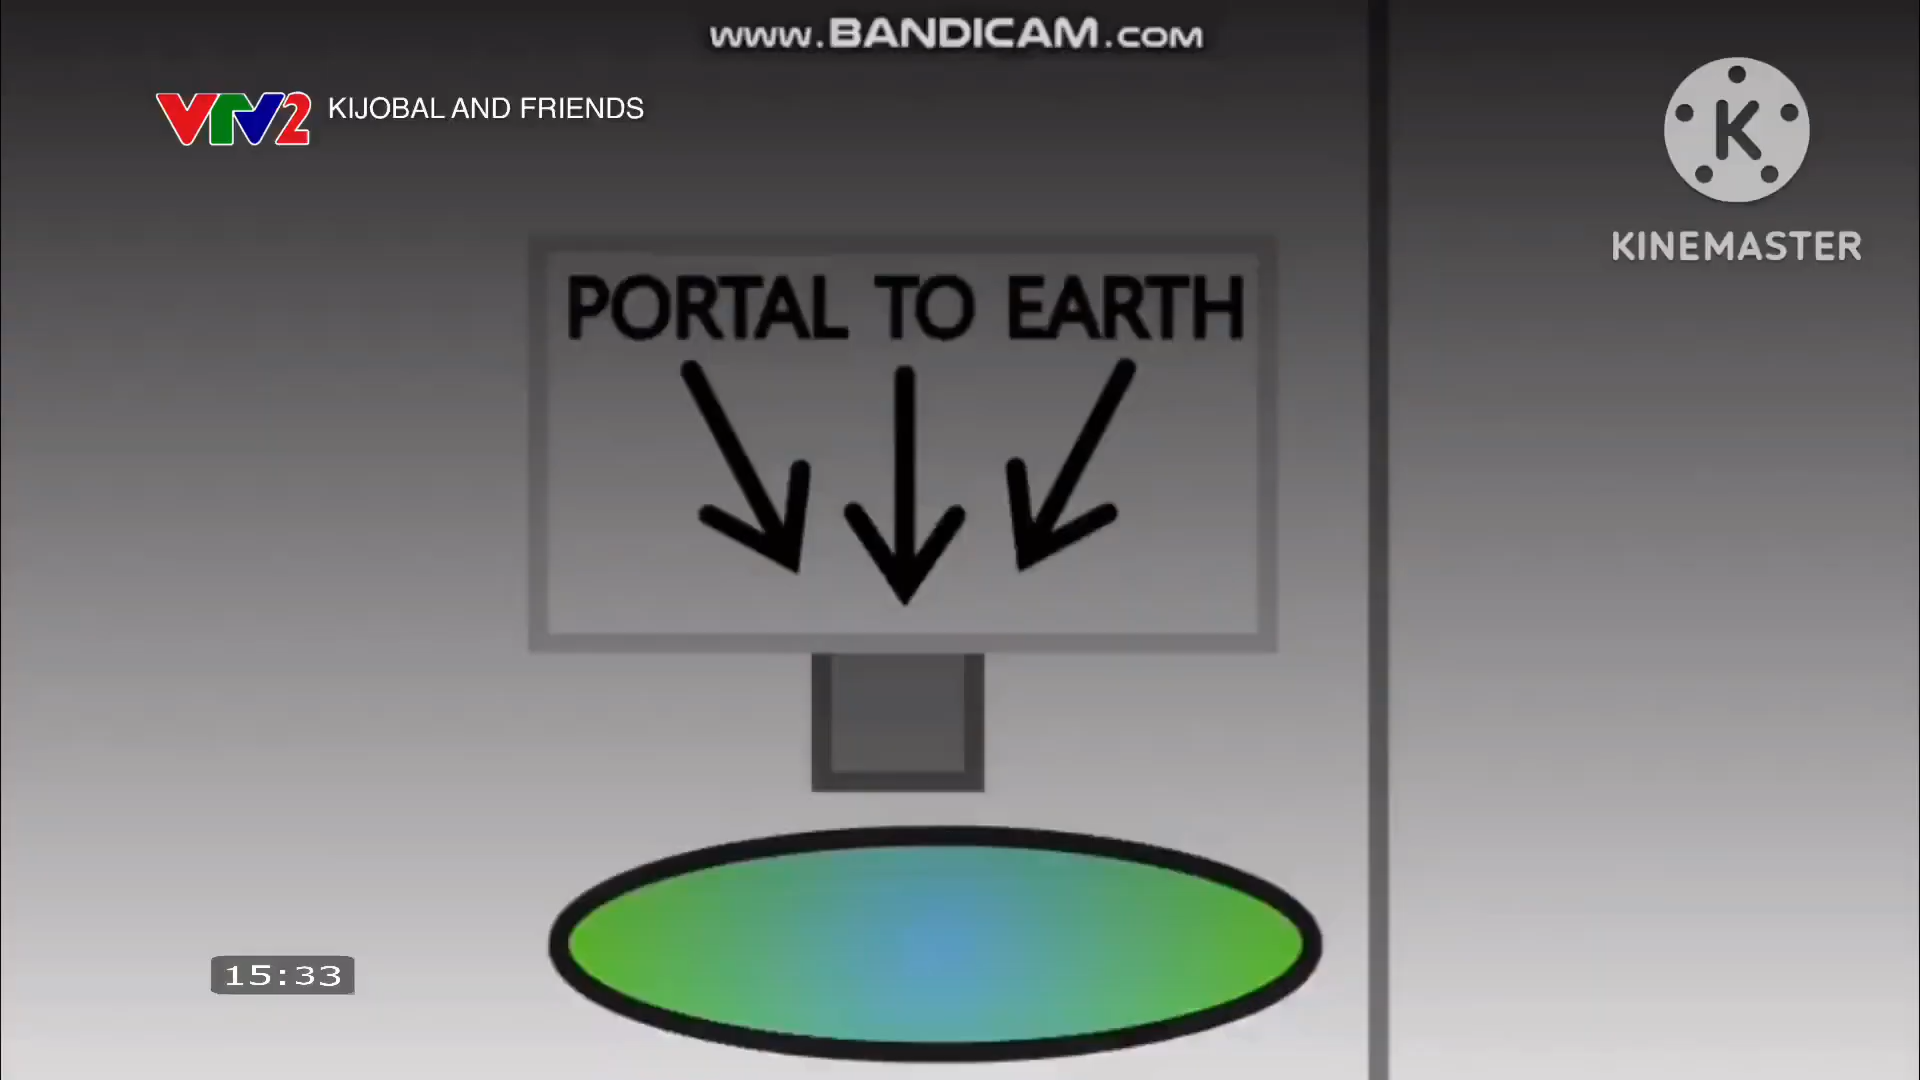 www.BANDICAM.com
VTV2 KIJOBAL AND FRIENDS
K
KINEMASTER
PORTAL TO EARTH
15:33